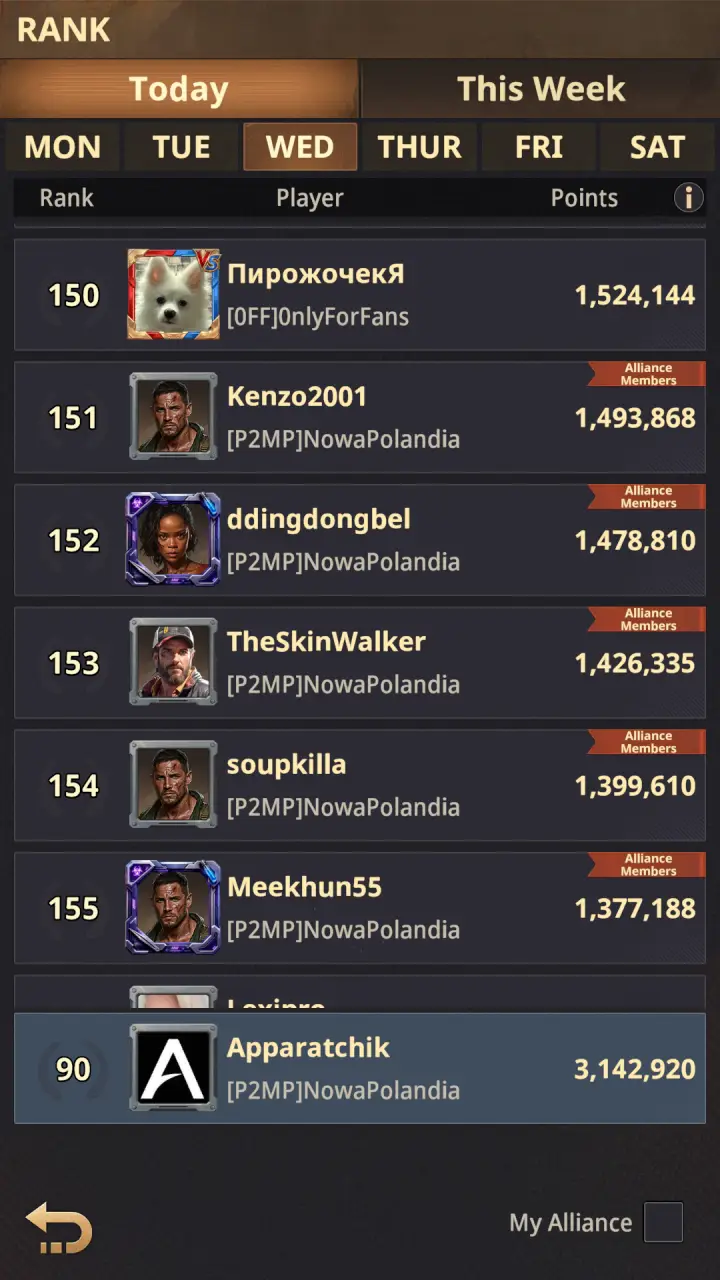 RANK
Today This Week
MON TUE WED THUR FRI SAT
Rank Player Points i
150 ПирожочекЯ 1,524,144
[0FF]0nlyForFans
Alliance
Members
151 Kenzo2001 1,493,868
[P2MP]NowaPolandia
Alliance
Members
152 ddingdongbel 1,478,810
[P2MP]NowaPolandia
Alliance
Members
153 TheSkinWalker 1,426,335
[P2MP]NowaPolandia
Alliance
Members
154 soupkilla 1,399,610
[P2MP]NowaPolandia
Alliance
Members
155 Meekhun55 1,377,188
[P2MP]NowaPolandia
90 Apparatchik 3,142,920
[P2MP]NowaPolandia
My Alliance